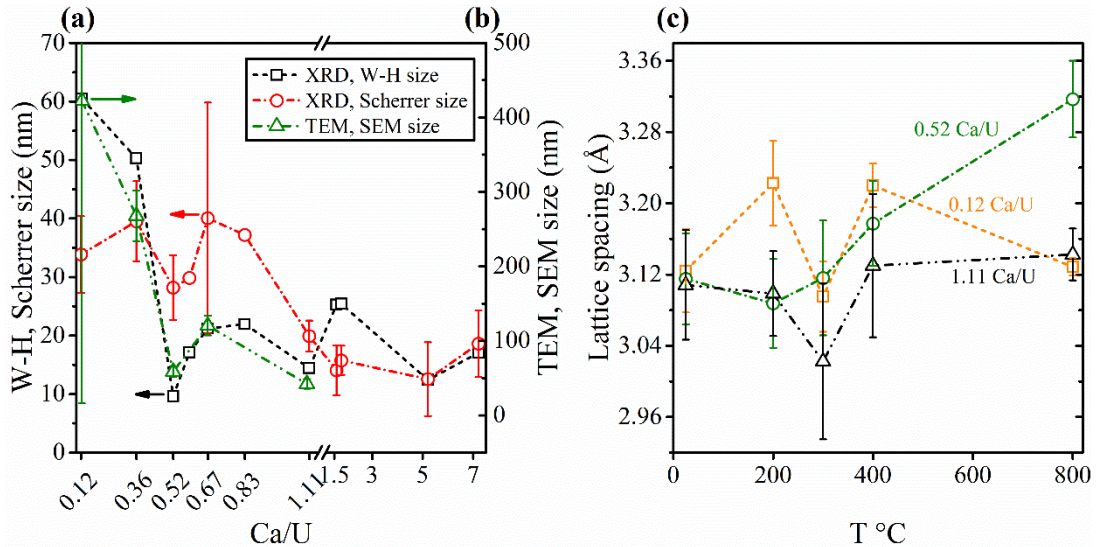 (a)
(b)
(c)
70
60
50
40
30
20
10
0
W-H, Scherrer size (nm)
XRD, W-H size
XRD, Scherrer size
TEM, SEM size
500
400
300
200
100
0
TEM, SEM size (nm)
0.12
0.36
0.52
0.67
0.83
1.11
1.5
3
5
7
Ca/U
3.36
3.28
3.20
3.12
3.04
2.96
Lattice spacing (Å)
0.52 Ca/U
0.12 Ca/U
1.11 Ca/U
0
200
400
600
800
T °C